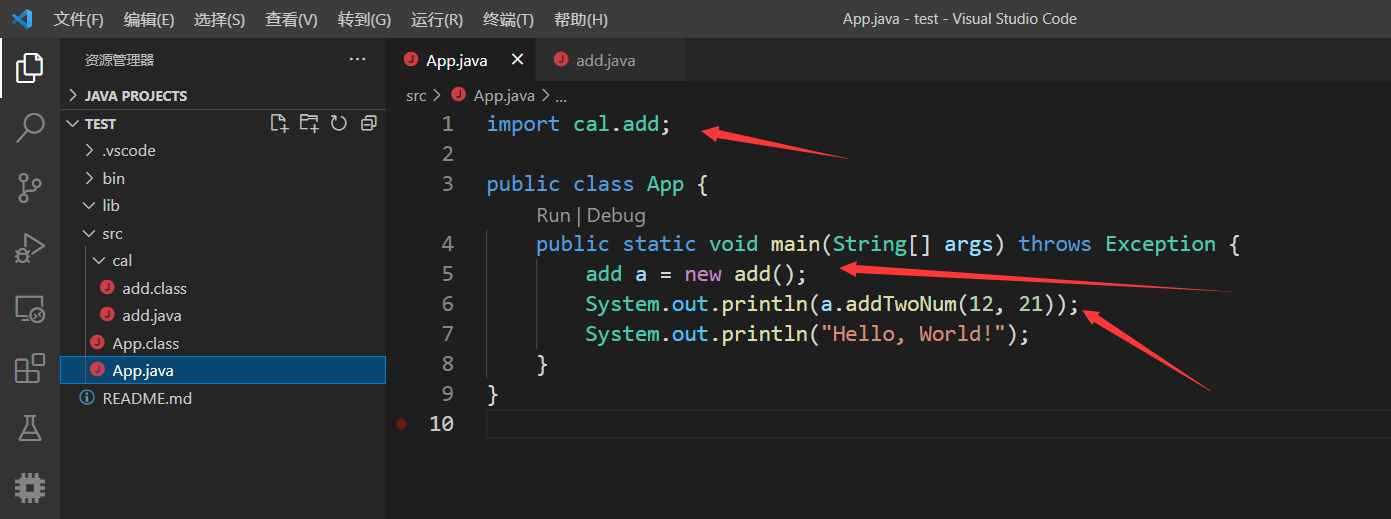 文件(F) 编辑(E) 选择(S) 查看(V) 转到(G) 运行(R) 终端(T) 帮助(H) App.java - test - Visual Studio Code
资源管理器 ···
JAVA PROJECTS
TEST
.vscode
bin
lib
src
cal
add.class
add.java
App.class
App.java
README.md
App.java add.java
src App.java ...
1 import cal.add;
2
3 public class App {
Run | Debug
4 public static void main(String[] args) throws Exception {
5 add a = new add();
6 System.out.println(a.addTwoNum(12, 21));
7 System.out.println("Hello, World!");
8 }
9 }
10